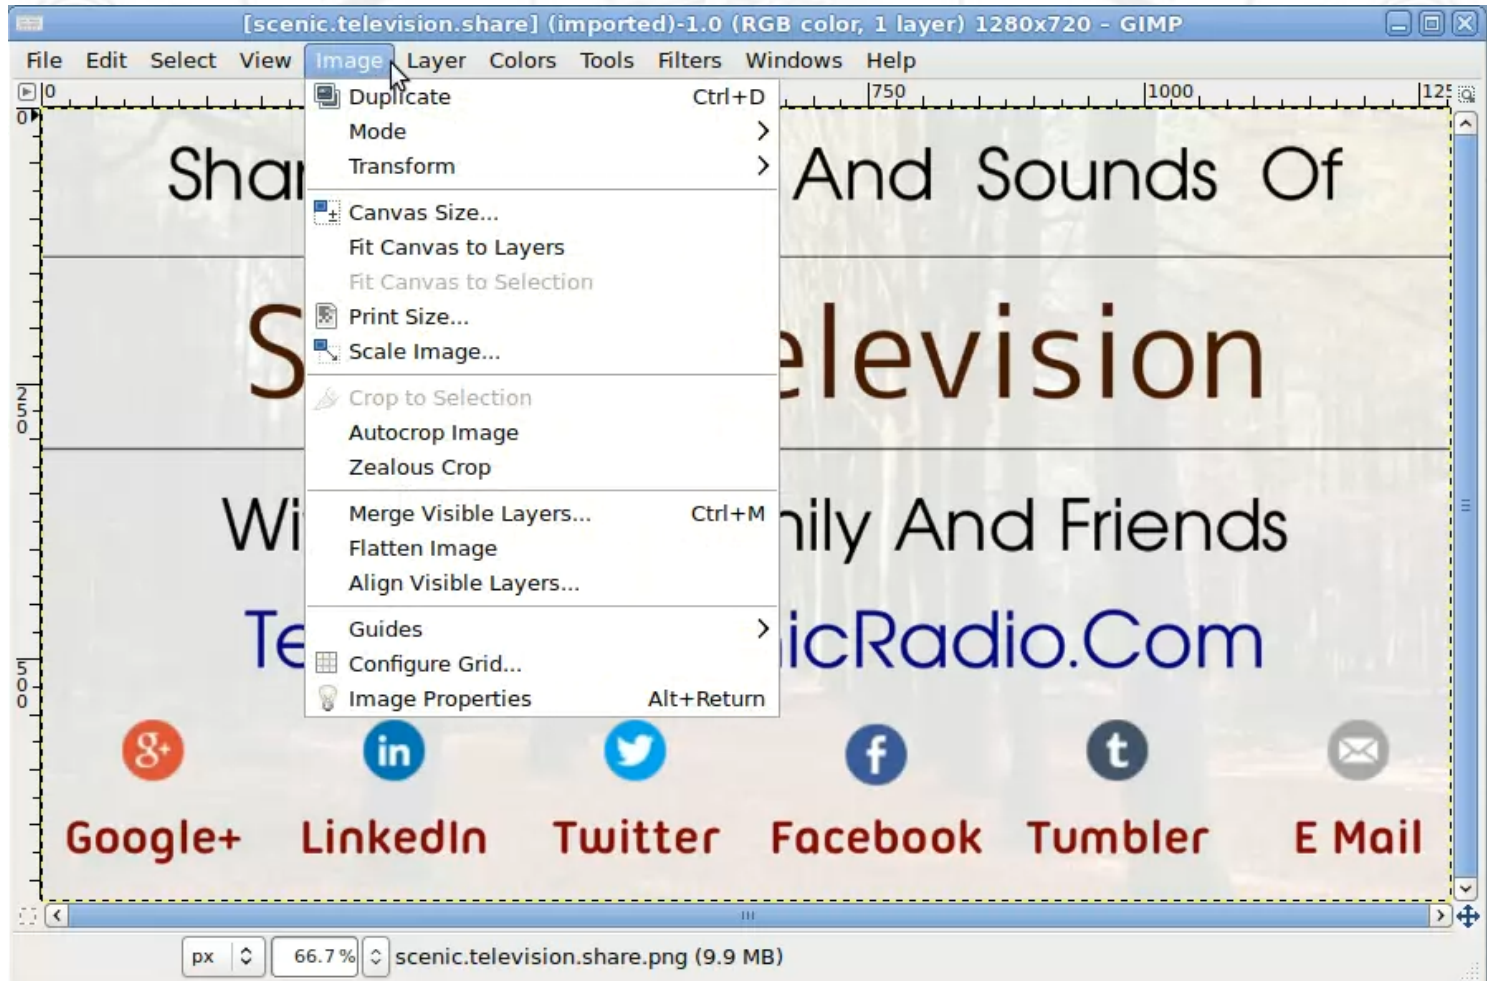 [scenic.television.share] (imported)-1.0 (RGB color, 1 layer) 1280x720 – GIMP
File Edit Select View Image Layer Colors Tools Filters Windows Help
0 750 1000 125
Duplicate Ctrl+D
Mode
Transform
Canvas Size...
Fit Canvas to Layers
Fit Canvas to Selection
Print Size...
Scale Image...
Crop to Selection
Autocrop Image
Zealous Crop
Merge Visible Layers... Ctrl+M
Flatten Image
Align Visible Layers...
Guides
Configure Grid...
Image Properties Alt+Return
0
250
500
And Sounds Of
elevision
And Friends
icRadio.Com
g+ in f t
Google+ LinkedIn Twitter Facebook Tumbler E Mail
px 66.7% scenic.television.share.png (9.9 MB)